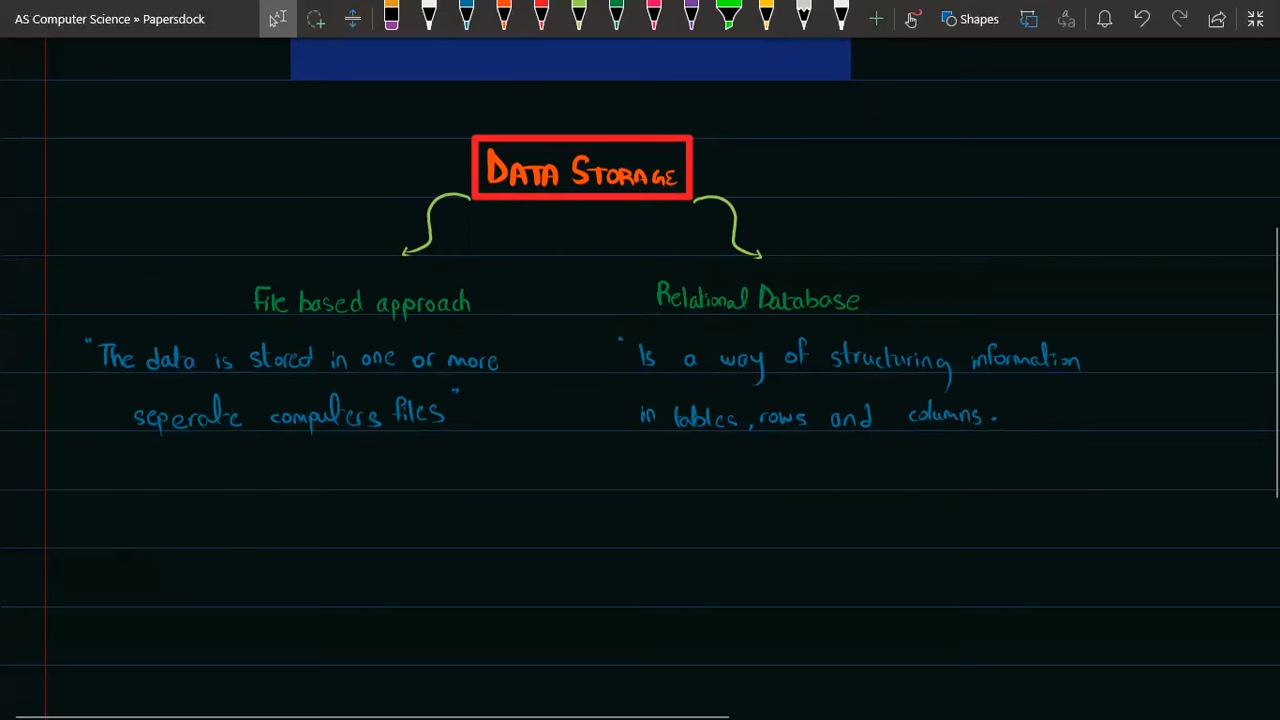 AS Computer Science » Papersdock
Shapes
DATA STORAGE
File based approach
Relational Database
"The data is stored in one or more
seperate computers files"
" Is a way of structuring information
in tables, rows and columns.